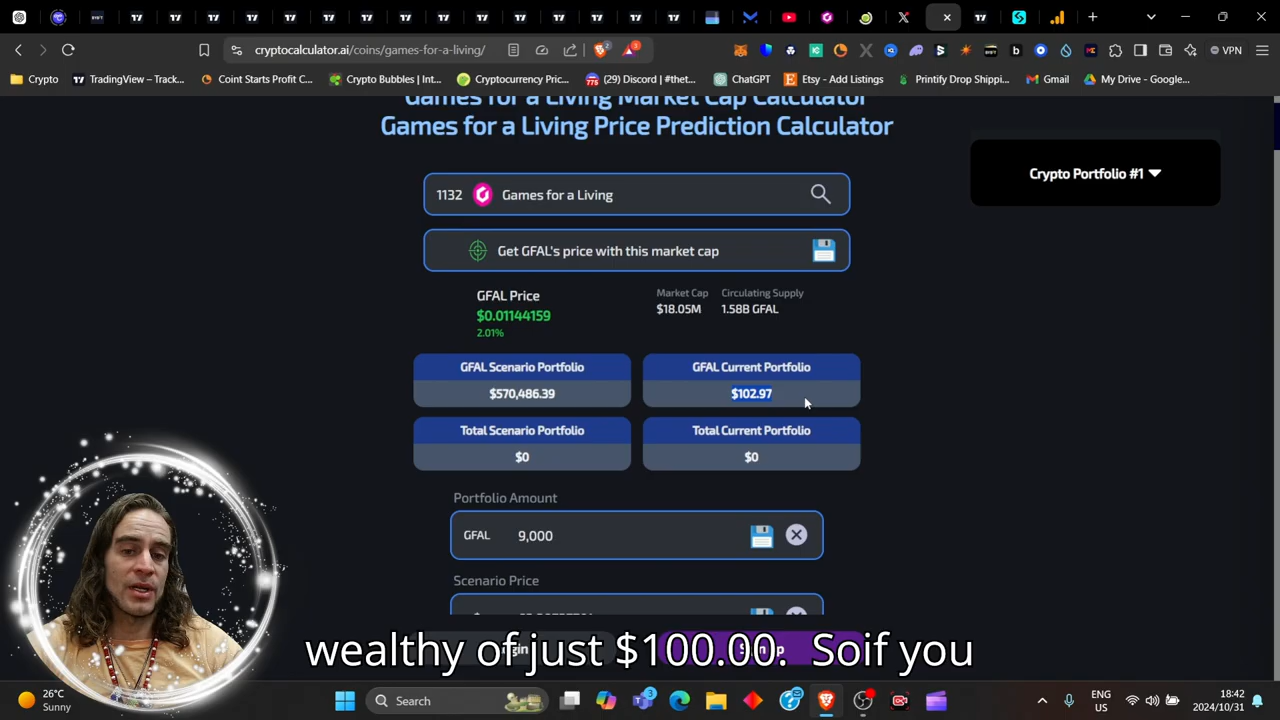 cryptocalculator.ai/coins/games-for-a-living/
2
3
VPN
Crypto
TradingView – Track...
Coint Starts Profit C...
Crypto Bubbles | Int...
Cryptocurrency Pric...
(29) Discord | #thet...
ChatGPT
Etsy - Add Listings
Printify Drop Shippi...
Gmail
My Drive - Google...
Games for a Living Market Cap Calculator
Games for a Living Price Prediction Calculator
Crypto Portfolio #1
1132 Games for a Living
Get GFAL's price with this market cap
GFAL Price
$0.01144159
2.01%
Market Cap
$18.05M
Circulating Supply
1.58B GFAL
GFAL Scenario Portfolio
$570,486.39
GFAL Current Portfolio
$102.97
Total Scenario Portfolio
$0
Total Current Portfolio
$0
Portfolio Amount
GFAL 9,000
Scenario Price
wealthy of just $100.00. Soif you
26°C
Sunny
Search
3
ENG
US
18:42
2024/10/31